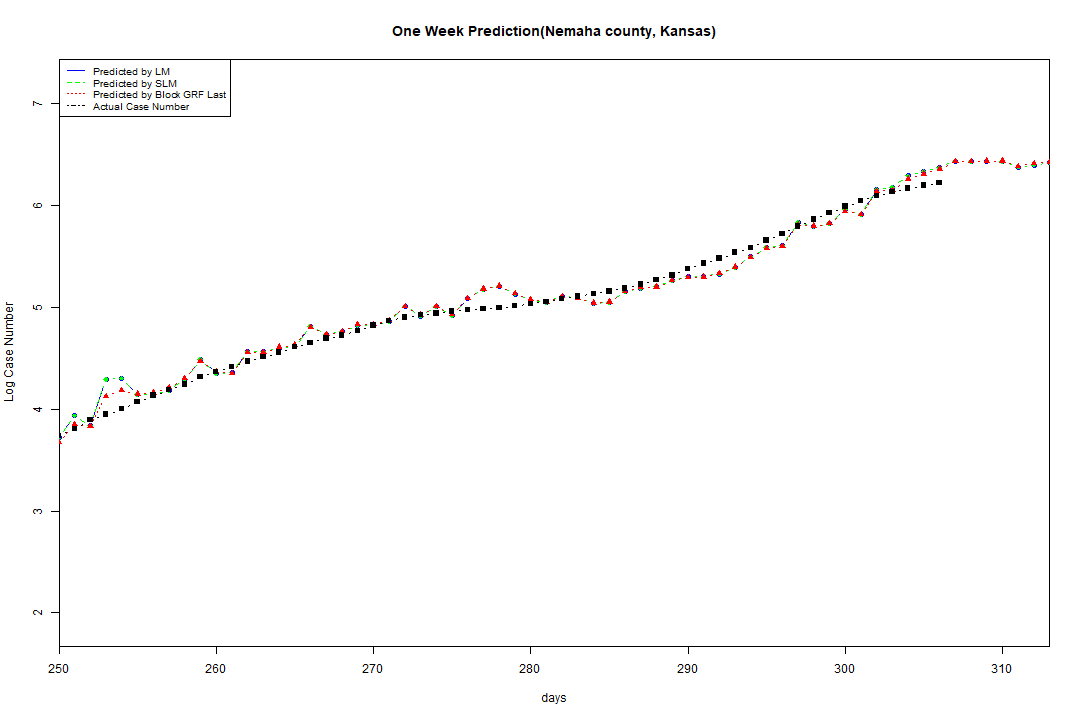 One Week Prediction(Nemaha county, Kansas)
Predicted by LM
Predicted by SLM
Predicted by Block GRF Last
Actual Case Number
7
6
5
4
3
2
Log Case Number
250 260 270 280 290 300 310
days